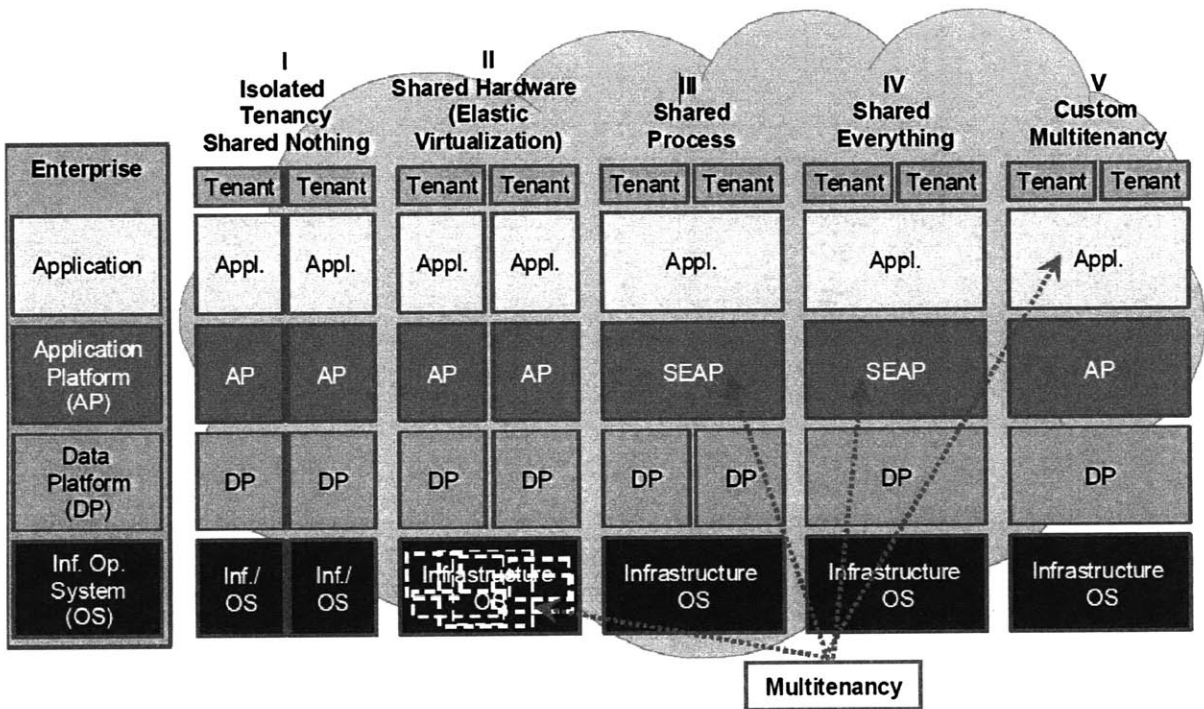 I
Isolated
Tenancy
Shared Nothing
II
Shared Hardware
(Elastic
Virtualization)
III
Shared
Process
IV
Shared
Everything
V
Custom
Multitenancy
Enterprise
Tenant Tenant Tenant Tenant Tenant Tenant Tenant Tenant Tenant Tenant
Application
Appl. Appl. Appl. Appl. Appl. Appl. Appl.
Application
Platform
(AP)
AP AP AP AP SEAP SEAP AP
Data
Platform
(DP)
DP DP DP DP DP DP DP DP
Inf. Op.
System
(OS)
Inf./
OS
Inf./
OS
Infrastructure
OS
Infrastructure
OS
Infrastructure
OS
Infrastructure
OS
Multitenancy